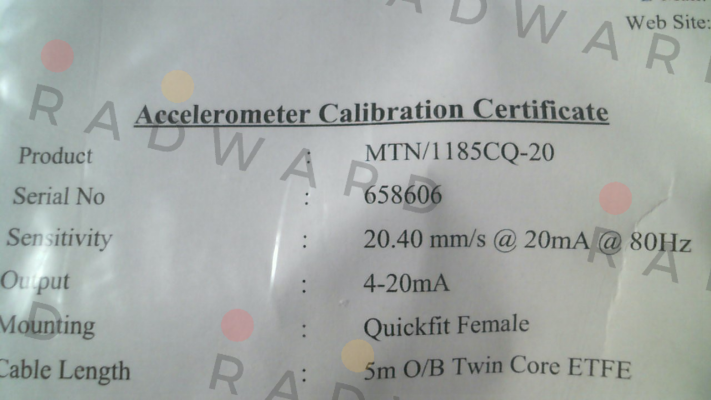 Web Site:
Accelerometer Calibration Certificate
Product : MTN/1185CQ-20
Serial No : 658606
Sensitivity : 20.40 mm/s @ 20mA @ 80Hz
Output : 4-20mA
Mounting : Quickfit Female
Cable Length : 5m O/B Twin Core ETFE
RADWARD